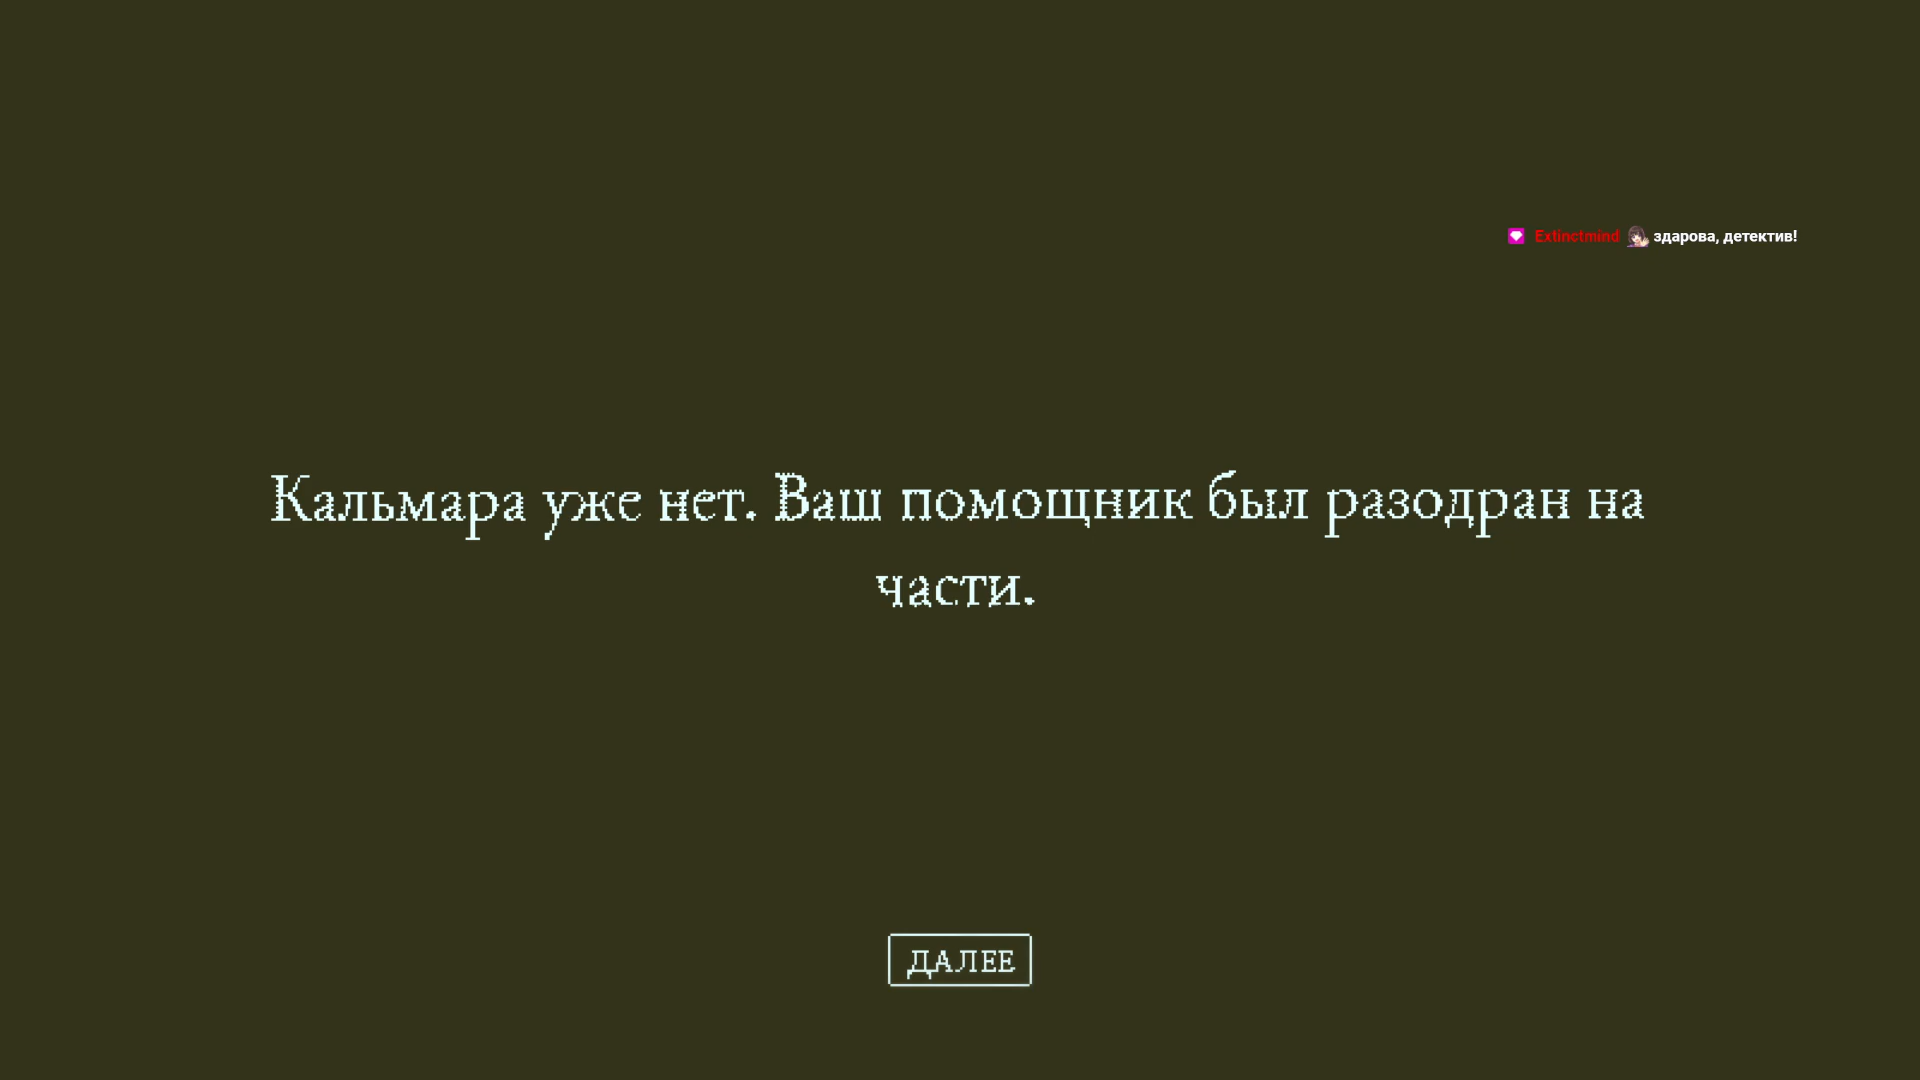 Extinctmind здарова, детектив!
Кальмара уже нет. Ваш помощник был разодран на
части.
ДАЛЕЕ